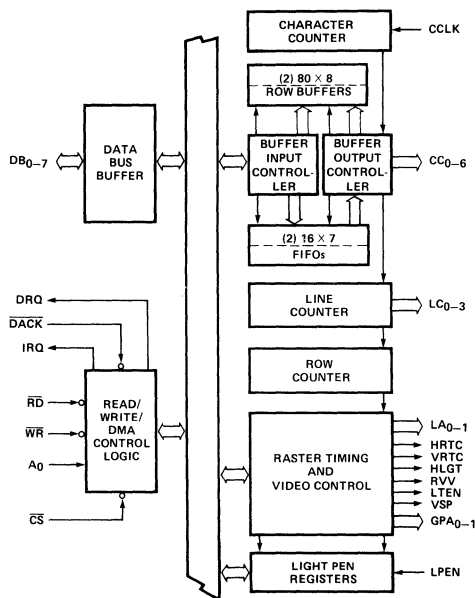 CHARACTER
COUNTER
CCLK
(2) 80 × 8
ROW BUFFERS
DB0–7
DATA
BUS
BUFFER
BUFFER
INPUT
CONTROL-
LER
BUFFER
OUTPUT
CONTROL-
LER
CC0–6
(2) 16 × 7
FIFOs
DRQ
DACK
IRQ
RD
WR
A0
CS
READ/
WRITE/
DMA
CONTROL
LOGIC
LINE
COUNTER
LC0–3
ROW
COUNTER
RASTER TIMING
AND
VIDEO CONTROL
LA0–1
HRTC
VRTC
HLGT
RVV
LTEN
VSP
GPA0–1
LIGHT PEN
REGISTERS
LPEN